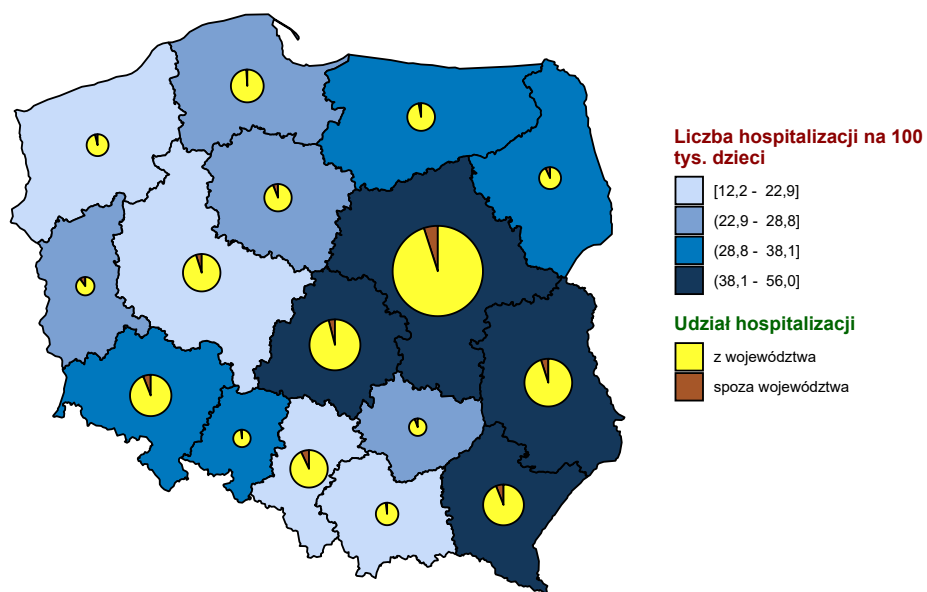 Liczba hospitalizacji na 100
tys. dzieci
[12,2 - 22,9]
(22,9 - 28,8]
(28,8 - 38,1]
(38,1 - 56,0]
Udział hospitalizacji
z województwa
spoza województwa